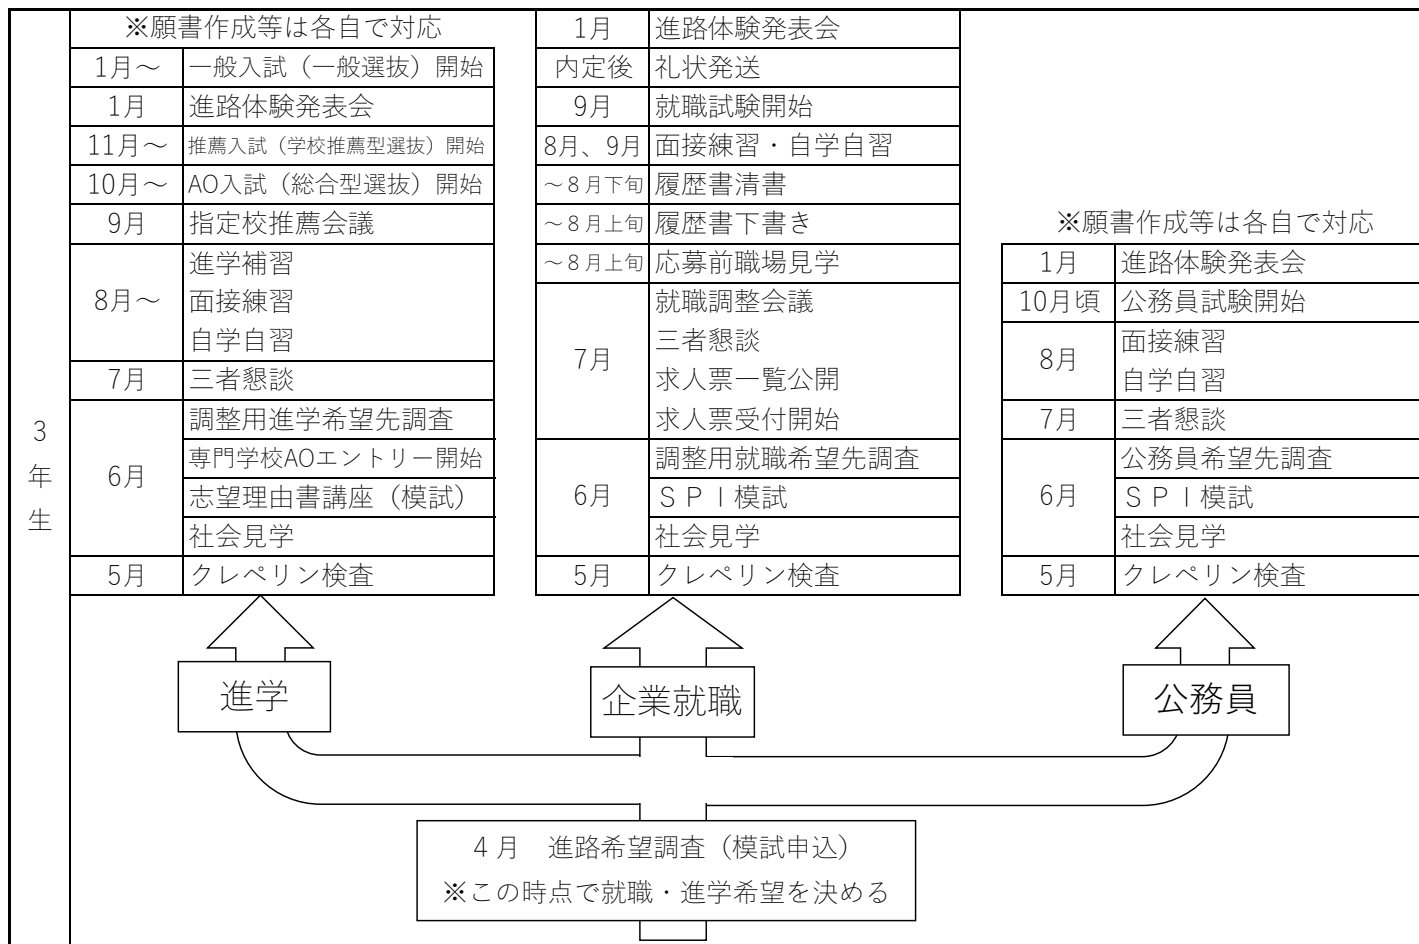 3
年
生
※願書作成等は各自で対応
1月～ 一般入試（一般選抜）開始
1月 進路体験発表会
11月～ 推薦入試（学校推薦型選抜）開始
10月～ AO入試（総合型選抜）開始
9月 指定校推薦会議
8月～ 進学補習
面接練習
自学自習
7月 三者懇談
6月 調整用進学希望先調査
専門学校AOエントリー開始
志望理由書講座（模試）
社会見学
5月 クレペリン検査
進学
1月 進路体験発表会
内定後 礼状発送
9月 就職試験開始
8月、9月 面接練習・自学自習
～８月下旬 履歴書清書
～８月上旬 履歴書下書き
～８月上旬 応募前職場見学
7月 就職調整会議
三者懇談
求人票一覧公開
求人票受付開始
6月 調整用就職希望先調査
ＳＰＩ模試
社会見学
5月 クレペリン検査
企業就職
※願書作成等は各自で対応
1月 進路体験発表会
10月頃 公務員試験開始
8月 面接練習
自学自習
7月 三者懇談
6月 公務員希望先調査
ＳＰＩ模試
社会見学
5月 クレペリン検査
公務員
４月　進路希望調査（模試申込）
※この時点で就職・進学希望を決める